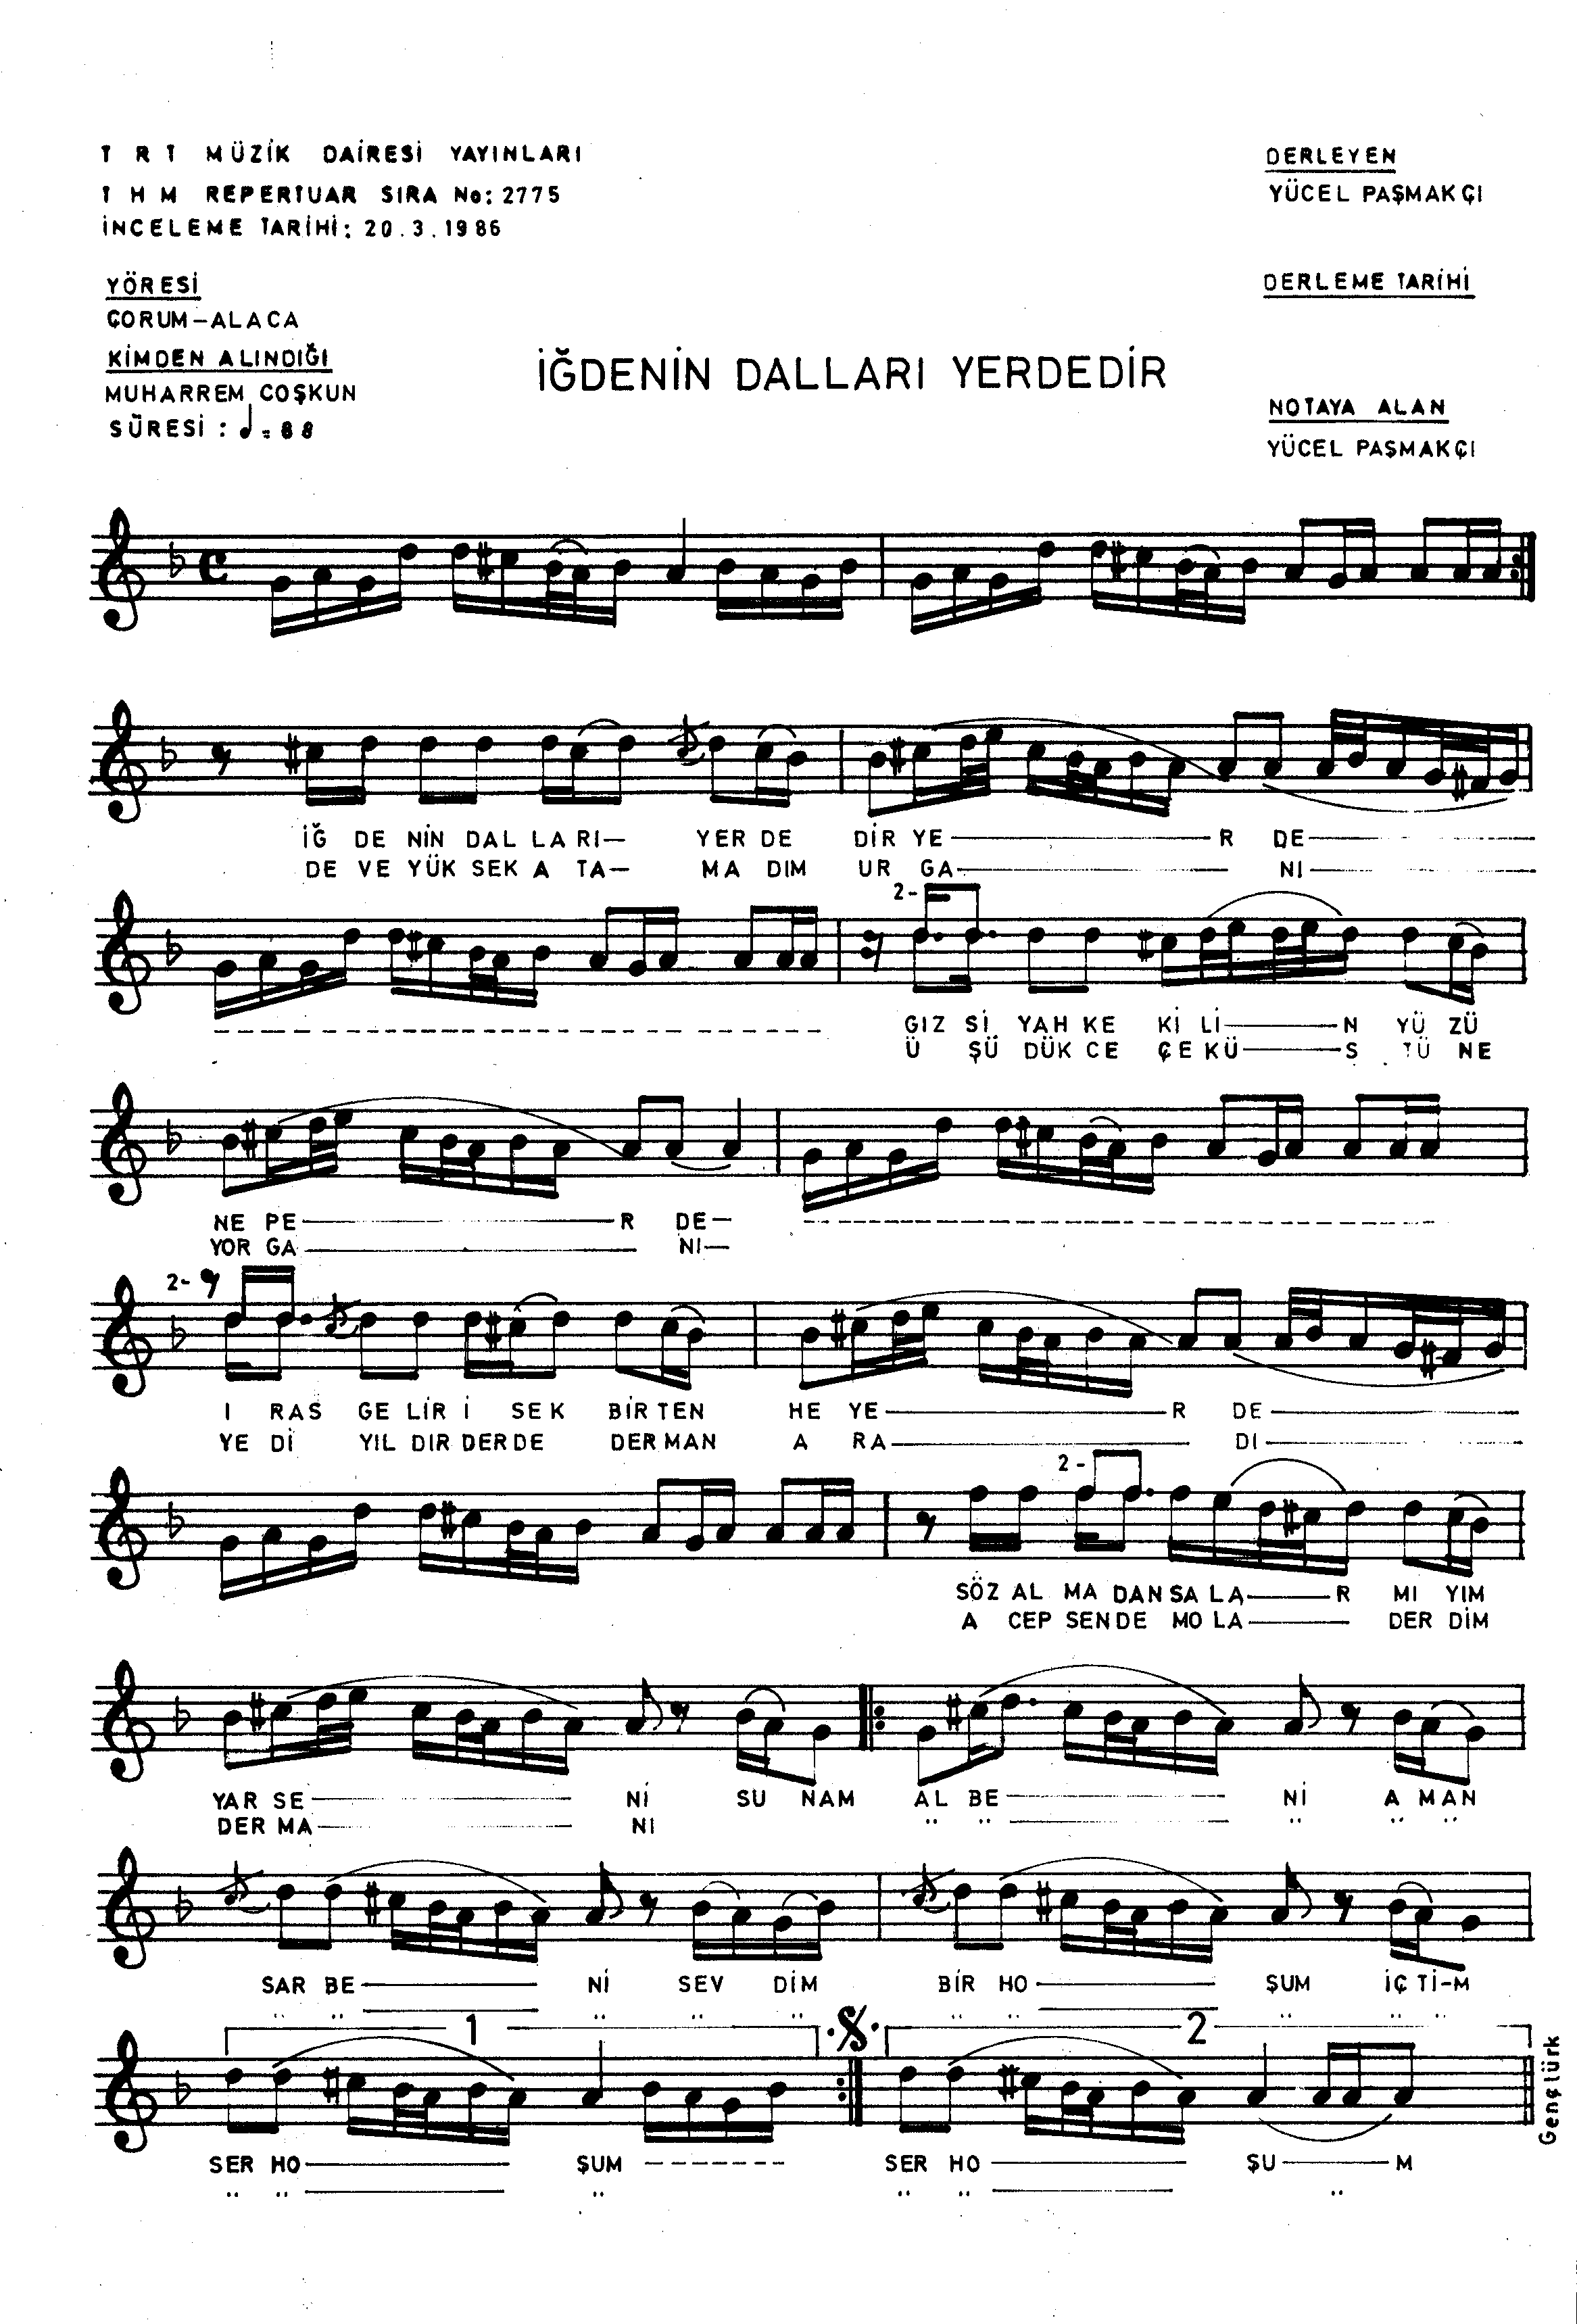 T R T MÜZİK DAİRESİ YAYINLARI
T H M REPERTUAR SIRA No: 2775
İNCELEME TARİHİ: 20.3.1986
DERLEYEN
YÜCEL PAŞMAKÇI
YÖRESİ
ÇORUM-ALACA
DERLEME TARİHİ
KİMDEN ALINDIĞI
MUHARREM COŞKUN
SÜRESİ : ♩= 88
İĞDENİN DALLARI YERDEDİR
NOTAYA ALAN
YÜCEL PAŞMAKÇI
İĞ DE NİN DAL LA RI— YER DE DİR YE——R DE——
DE VE YÜK SEK A TA— MA DIM UR GA—— NI——
2-
GIZ Sİ YAH KE Kİ Lİ——N YÜ ZÜ
Ü ŞÜ DÜK CE ÇE KÜ——S TÜ NE
NE PE——R DE—
YOR GA—— NI—
2-
I RAS GE LİR İ SEK BİR TEN HE YE——R DE——
YE Dİ YIL DIR DER DE DER MAN A RA—— DI——
2-
SÖZ AL MA DAN SA LA——R MI YIM
A CEP SEN DE MO LA—— DER DİM
YAR SE—— Nİ SU NAM AL BE—— Nİ A MAN
DER MA—— NI .. .. —— .. .. ..
SAR BE—— Nİ SEV DİM BİR HO—— ŞUM İÇ Tİ-M
.. .. —— .. .. .. .. .. —— .. .. ..
1 2
SER HO—— ŞUM ------- SER HO—— ŞU——M
.. .. —— .. .. .. —— ..
Gençtürk